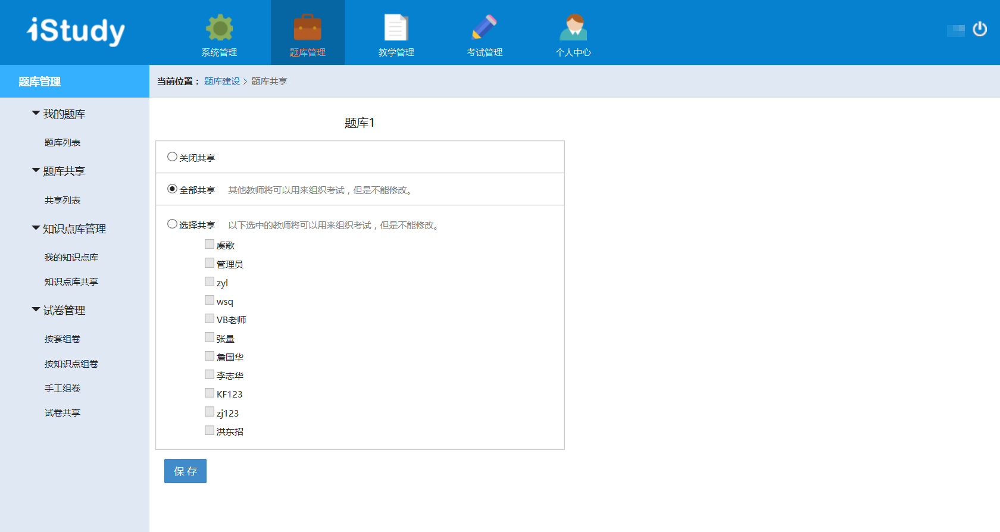 iStudy
系统管理
题库管理
教学管理
考试管理
个人中心
题库管理
当前位置： 题库建设 > 题库共享
我的题库
题库列表
题库共享
共享列表
知识点库管理
我的知识点库
知识点库共享
试卷管理
按套组卷
按知识点组卷
手工组卷
试卷共享
题库1
关闭共享
全部共享 其他教师将可以用来组织考试，但是不能修改。
选择共享 以下选中的教师将可以用来组织考试，但是不能修改。
虞歌
管理员
zyl
wsq
VB老师
张量
詹国华
李志华
KF123
zj123
洪东招
保 存